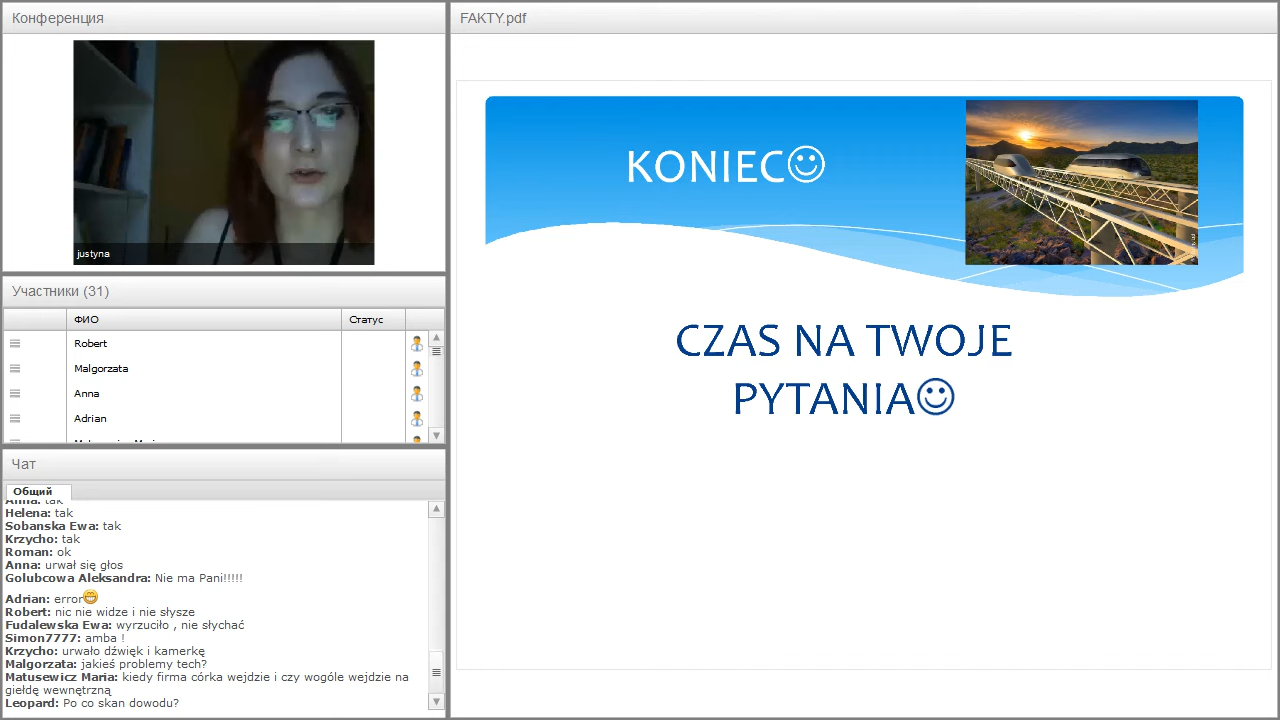 Конференция
justyna
Участники (31)
ФИО
Статус
Robert
Malgorzata
Anna
Adrian
Чат
Общий
Anna: tak
Helena: tak
Sobanska Ewa: tak
Krzycho: tak
Roman: ok
Anna: urwał się głos
Golubcowa Aleksandra: Nie ma Pani!!!!!
Adrian: error
Robert: nic nie widze i nie słysze
Fudalewska Ewa: wyrzuciło , nie słychać
Simon7777: amba !
Krzycho: urwało dźwięk i kamerkę
Malgorzata: jakieś problemy tech?
Matusewicz Maria: kiedy firma córka wejdzie i czy wogóle wejdzie na
giełdę wewnętrzną
Leopard: Po co skan dowodu?
FAKTY.pdf
KONIEC☺
CZAS NA TWOJE
PYTANIA☺